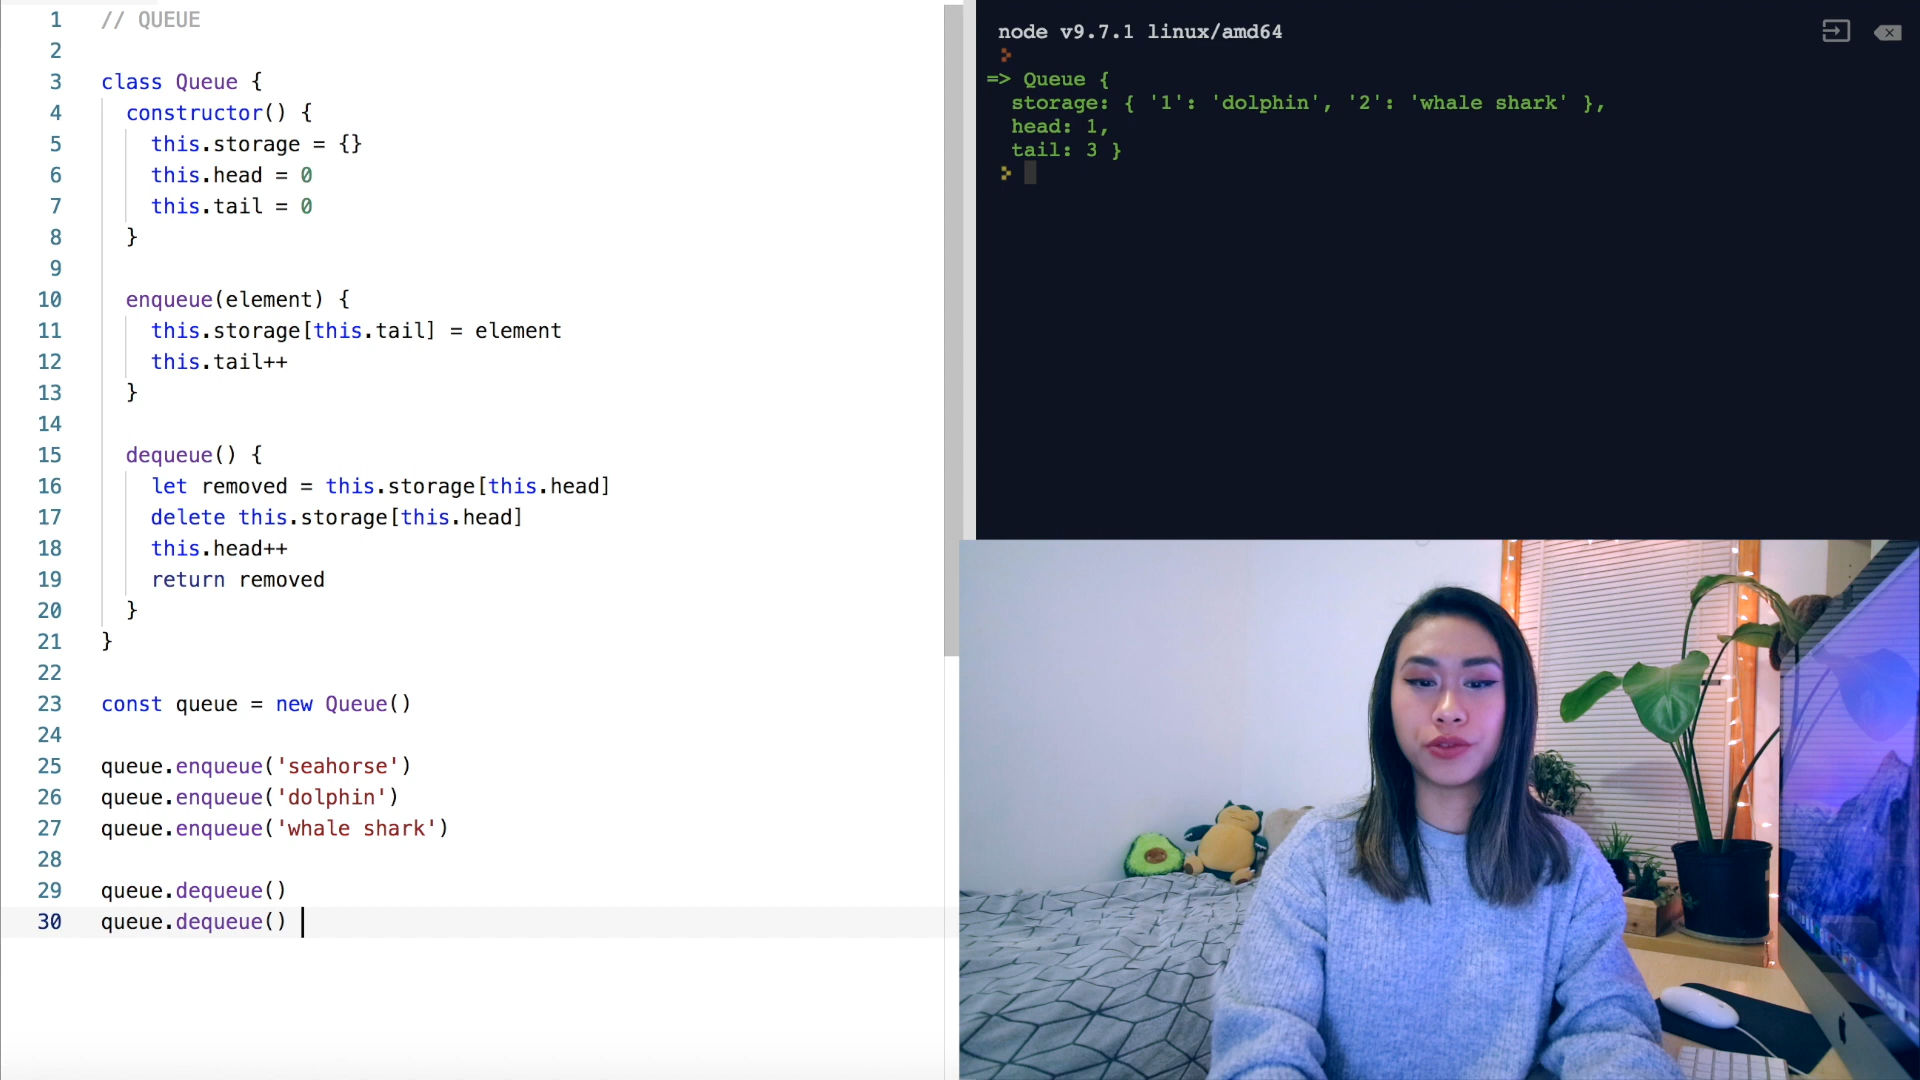 1 // QUEUE
2
3 class Queue {
4 constructor() {
5 this.storage = {}
6 this.head = 0
7 this.tail = 0
8 }
9
10 enqueue(element) {
11 this.storage[this.tail] = element
12 this.tail++
13 }
14
15 dequeue() {
16 let removed = this.storage[this.head]
17 delete this.storage[this.head]
18 this.head++
19 return removed
20 }
21 }
22
23 const queue = new Queue()
24
25 queue.enqueue('seahorse')
26 queue.enqueue('dolphin')
27 queue.enqueue('whale shark')
28
29 queue.dequeue()
30 queue.dequeue()
node v9.7.1 linux/amd64
=> Queue {
storage: { '1': 'dolphin', '2': 'whale shark' },
head: 1,
tail: 3 }